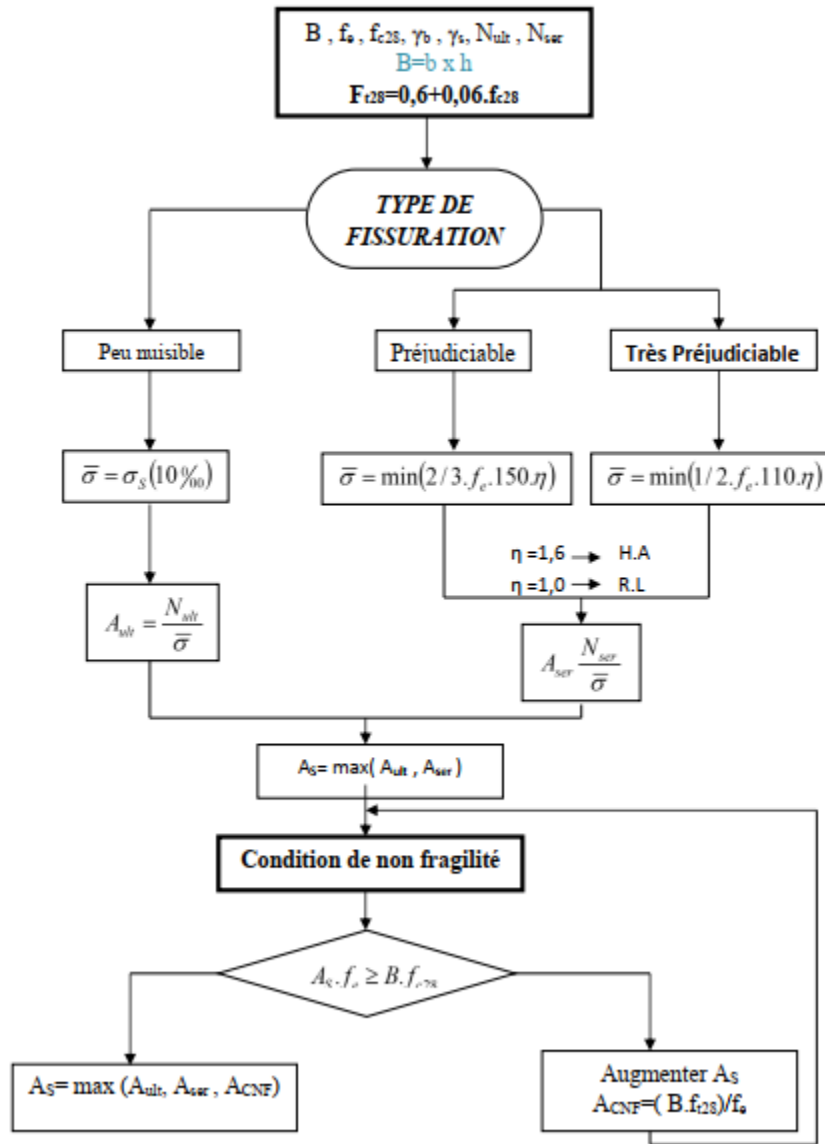 B , fe , fc28, γb , γs, Nult , Nser
B=b x h
Ft28=0,6+0,06.fc28
TYPE DE
FISSURATION
Peu nuisible
Préjudiciable
Très Préjudiciable
σ̅ = σS(10‰)
σ̅ = min(2/3.fe.150.η)
σ̅ = min(1/2.fe.110.η)
η =1,6 → H.A
η =1,0 → R.L
Ault = Nult / σ̅
Aser Nser / σ̅
AS= max( Ault , Aser )
Condition de non fragilité
AS.fe ≥ B.
AS= max (Ault, Aser , ACNF)
Augmenter AS
ACNF=( B.ft28)/fe